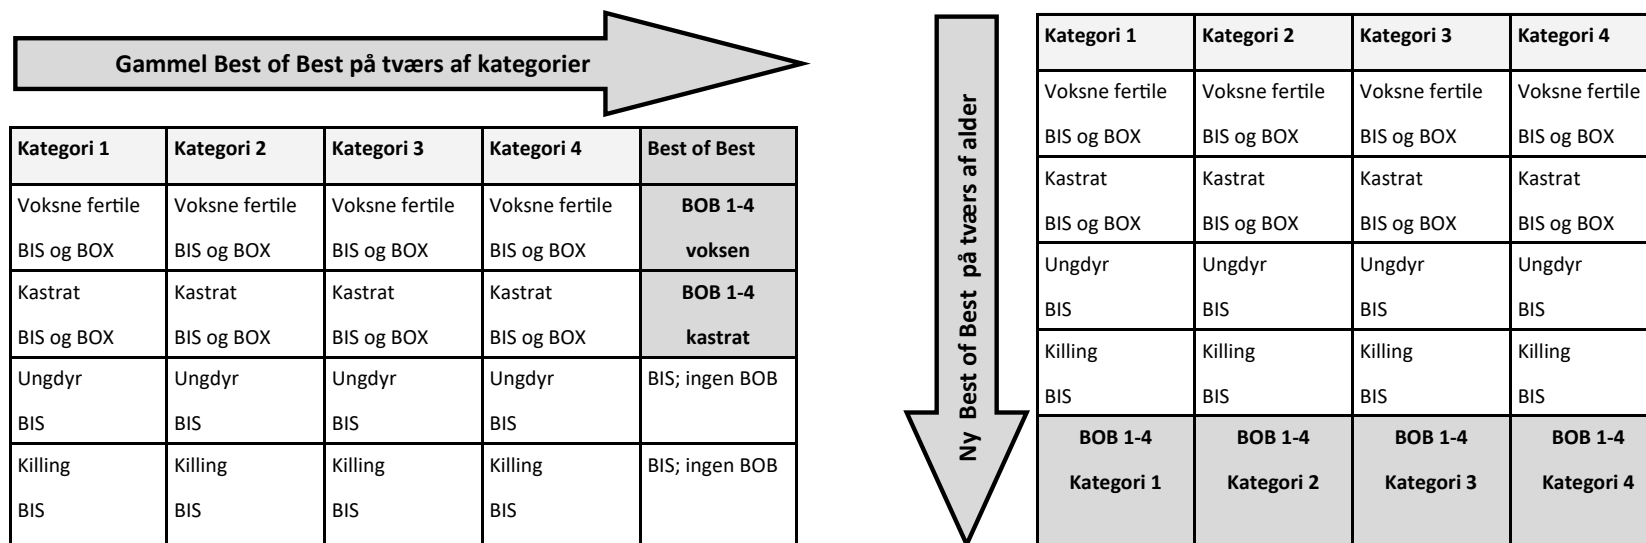 Gammel Best of Best på tværs af kategorier
Kategori 1 Kategori 2 Kategori 3 Kategori 4 Best of Best
Voksne fertile Voksne fertile Voksne fertile Voksne fertile BOB 1-4
BIS og BOX BIS og BOX BIS og BOX BIS og BOX voksen
Kastrat Kastrat Kastrat Kastrat BOB 1-4
BIS og BOX BIS og BOX BIS og BOX BIS og BOX kastrat
Ungdyr Ungdyr Ungdyr Ungdyr BIS; ingen BOB
BIS BIS BIS BIS
Killing Killing Killing Killing BIS; ingen BOB
BIS BIS BIS BIS
Ny Best of Best på tværs af alder
Kategori 1 Kategori 2 Kategori 3 Kategori 4
Voksne fertile Voksne fertile Voksne fertile Voksne fertile
BIS og BOX BIS og BOX BIS og BOX BIS og BOX
Kastrat Kastrat Kastrat Kastrat
BIS og BOX BIS og BOX BIS og BOX BIS og BOX
Ungdyr Ungdyr Ungdyr Ungdyr
BIS BIS BIS BIS
Killing Killing Killing Killing
BIS BIS BIS BIS
BOB 1-4 BOB 1-4 BOB 1-4 BOB 1-4
Kategori 1 Kategori 2 Kategori 3 Kategori 4